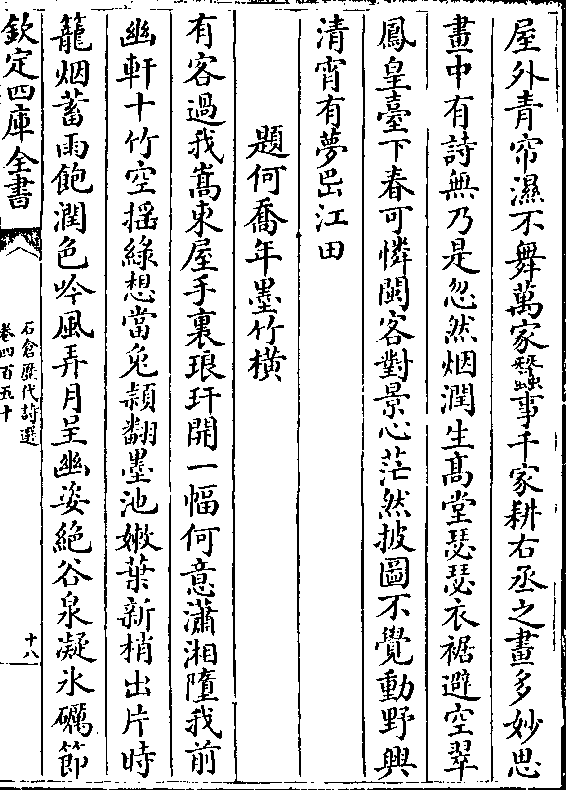 屋外青帘濕不舞萬家蠶事千家耕右丞之畫多妙思
畫中有詩無乃是忽然烟潤生髙堂瑟瑟衣裾避空翠
鳳皇臺下春可憐閩客對景心茫然披圖不覺動野興
清宵有夢出江田
題何喬年墨竹横
有客過我嵩東屋手裏琅玕開一幅何意瀟湘墮我前
幽軒十竹空揺緑想當兎頴翻墨池嫩葉新梢出片時
籠烟蓄雨飽潤色吟風弄月呈幽姿絶谷泉凝氷礪節
欽定四庫全書
石倉歴代詩選
卷四百五十
十八